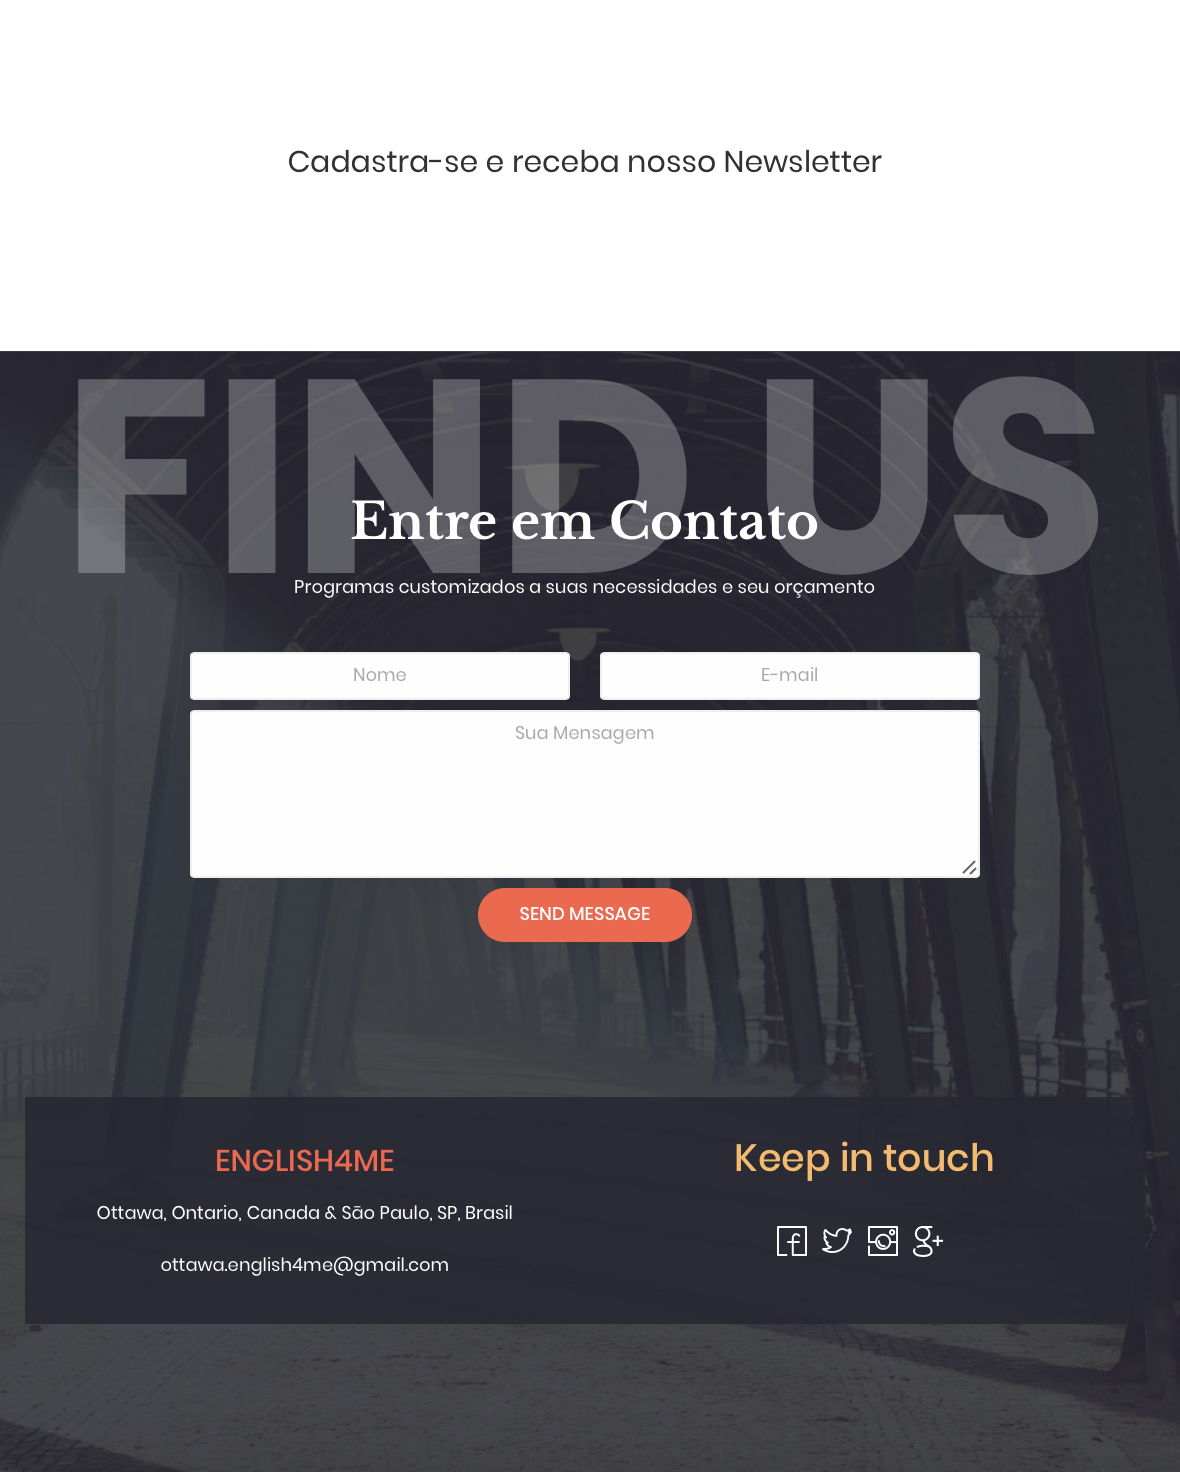 Cadastra-se e receba nosso Newsletter
FIND US
Entre em Contato
Programas customizados a suas necessidades e seu orçamento
Nome
E-mail
Sua Mensagem
SEND MESSAGE
ENGLISH4ME
Ottawa, Ontario, Canada & São Paulo, SP, Brasil
ottawa.english4me@gmail.com
Keep in touch